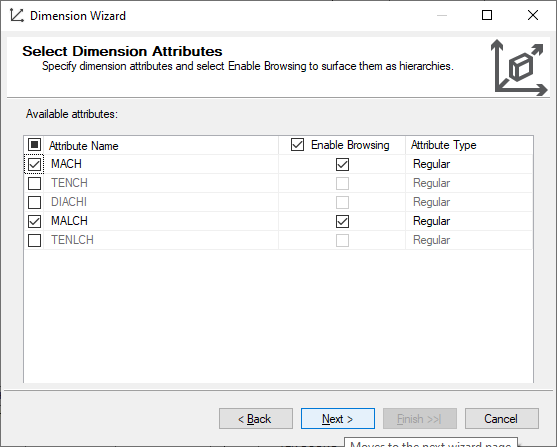 Dimension Wizard
Select Dimension Attributes
Specify dimension attributes and select Enable Browsing to surface them as hierarchies.
Available attributes:
Attribute Name Enable Browsing Attribute Type
MACH Regular
TENCH Regular
DIACHI Regular
MALCH Regular
TENLCH Regular
< Back Next > Finish >>| Cancel
Moves to the next wizard page